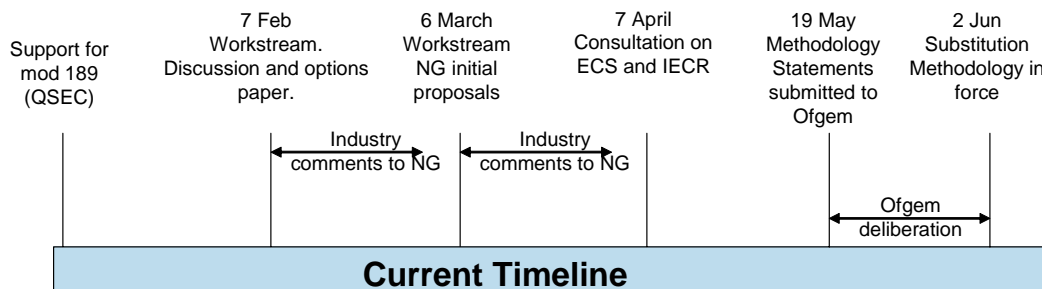 Support for
mod 189
(QSEC)
7 Feb
Workstream.
Discussion and options
paper.
6 March
Workstream
NG initial
proposals
7 April
Consultation on
ECS and IECR
19 May
Methodology
Statements
submitted to
Ofgem
2 Jun
Substitution
Methodology in
force
Industry
comments to NG
Industry
comments to NG
Ofgem
deliberation
Current Timeline